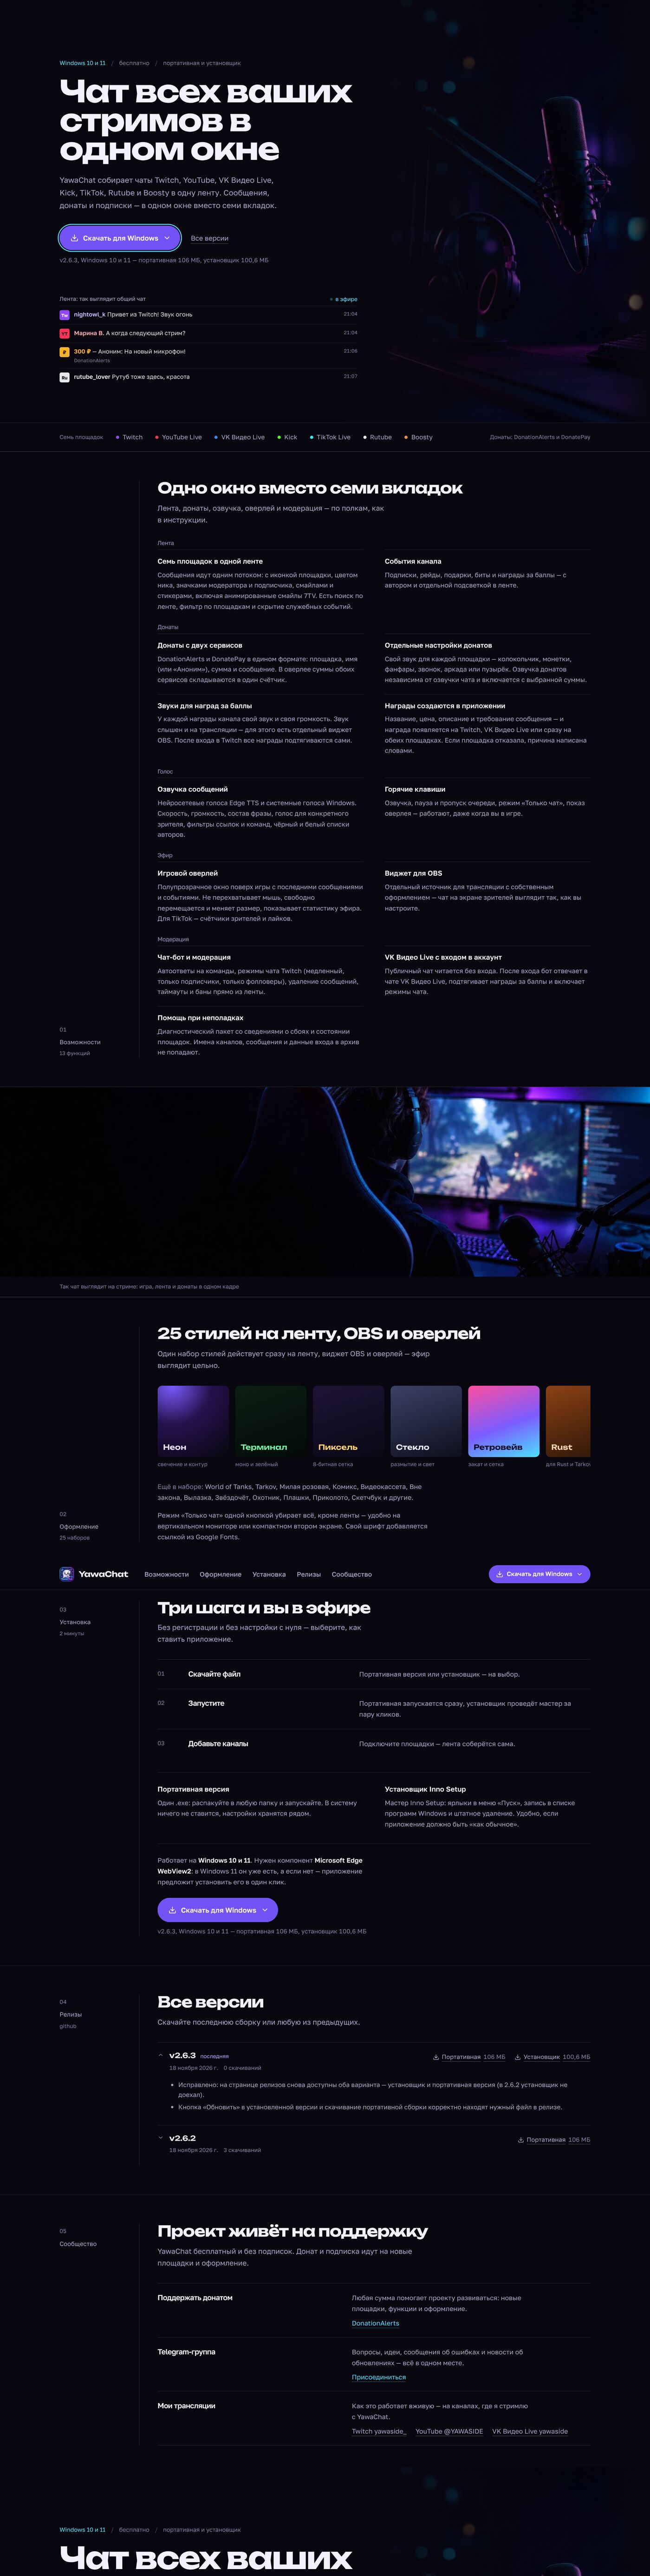 Windows 10 и 11 / бесплатно / портативная и установщик
Чат всех ваших
стримов в
одном окне
YawaChat собирает чаты Twitch, YouTube, VK Видео Live,
Kick, TikTok, Rutube и Boosty в одну ленту. Сообщения,
донаты и подписки — в одном окне вместо семи вкладок.
Скачать для Windows
Все версии
v2.6.3, Windows 10 и 11 — портативная 106 МБ, установщик 100,6 МБ
Лента: так выглядит общий чат
в эфире
Tw nightowl_k Привет из Twitch! Звук огонь 21:04
YT Марина В. А когда следующий стрим? 21:04
₽ 300 ₽ — Аноним: На новый микрофон! 21:06
DonationAlerts
Ru rutube_lover Рутуб тоже здесь, красота 21:07
Семь площадок Twitch YouTube Live VK Видео Live Kick TikTok Live Rutube Boosty Донаты: DonationAlerts и DonatePay
Одно окно вместо семи вкладок
Лента, донаты, озвучка, оверлей и модерация — по полкам, как
в инструкции.
Лента
Семь площадок в одной ленте
Сообщения идут одним потоком: с иконкой площадки, цветом
ника, значками модератора и подписчика, смайлами и
стикерами, включая анимированные смайлы 7TV. Есть поиск по
ленте, фильтр по площадкам и скрытие служебных событий.
События канала
Подписки, рейды, подарки, биты и награды за баллы — с
автором и отдельной подсветкой в ленте.
Донаты
Донаты с двух сервисов
DonationAlerts и DonatePay в едином формате: площадка, имя
(или «Аноним»), сумма и сообщение. В оверлее суммы обоих
сервисов складываются в один счётчик.
Отдельные настройки донатов
Свой звук для каждой площадки — колокольчик, монетки,
фанфары, звонок, аркада или пузырёк. Озвучка донатов
независима от озвучки чата и включается с выбранной суммы.
Звуки для наград за баллы
У каждой награды канала свой звук и своя громкость. Звук
слышен и на трансляции — для этого есть отдельный виджет
OBS. После входа в Twitch все награды подтягиваются сами.
Награды создаются в приложении
Название, цена, описание и требование сообщения — и
награда появляется на Twitch, VK Видео Live или сразу на
обеих площадках. Если площадка отказала, причина написана
словами.
Голос
Озвучка сообщений
Нейросетевые голоса Edge TTS и системные голоса Windows.
Скорость, громкость, состав фразы, голос для конкретного
зрителя, фильтры ссылок и команд, чёрный и белый списки
авторов.
Горячие клавиши
Озвучка, пауза и пропуск очереди, режим «Только чат», показ
оверлея — работают, даже когда вы в игре.
Эфир
Игровой оверлей
Полупрозрачное окно поверх игры с последними сообщениями
и событиями. Не перехватывает мышь, свободно
перемещается и меняет размер, показывает статистику эфира.
Для TikTok — счётчики зрителей и лайков.
Виджет для OBS
Отдельный источник для трансляции с собственным
оформлением — чат на экране зрителей выглядит так, как вы
настроите.
Модерация
Чат-бот и модерация
Автоответы на команды, режимы чата Twitch (медленный,
только подписчики, только фолловеры), удаление сообщений,
таймауты и баны прямо из ленты.
VK Видео Live с входом в аккаунт
Публичный чат читается без входа. После входа бот отвечает в
чате VK Видео Live, подтягивает награды за баллы и включает
режимы чата.
Помощь при неполадках
Диагностический пакет со сведениями о сбоях и состоянии
площадок. Имена каналов, сообщения и данные входа в архив
не попадают.
01
Возможности
13 функций
Так чат выглядит на стриме: игра, лента и донаты в одном кадре
25 стилей на ленту, OBS и оверлей
Один набор стилей действует сразу на ленту, виджет OBS и оверлей — эфир
выглядит цельно.
Неон Терминал Пиксель Стекло Ретровейв Rust
свечения и контур моно и зелёный 8-битная сетка размытие и свет закат и сетка для Rust и Tarkov
Ещё в наборе: World of Tanks, Tarkov, Милая розовая, Комикс, Видеокассета, Вне
закона, Вылазка, Звёздочёт, Охотник, Плашки, Приколото, Скетчбук и другие.
Режим «Только чат» одной кнопкой убирает всё, кроме ленты — удобно на
вертикальном мониторе или компактном втором экране. Свой шрифт добавляется
ссылкой из Google Fonts.
02
Оформление
25 наборов
YawaChat Возможности Оформление Установка Релизы Сообщество Скачать для Windows
03
Установка
2 минуты
Три шага и вы в эфире
Без регистрации и без настройки с нуля — выберите, как
ставить приложение.
01 Скачайте файл Портативная версия или установщик — на выбор.
02 Запустите Портативная запускается сразу, установщик проведёт мастер за
пару кликов.
03 Добавьте каналы Подключите площадки — лента соберётся сама.
Портативная версия
Один .exe: распакуйте в любую папку и запускайте. В систему
ничего не ставится, настройки хранятся рядом.
Установщик Inno Setup
Мастер Inno Setup: ярлыки в меню «Пуск», запись в списке
программ Windows и штатное удаление. Удобно, если
приложение должно быть «как обычное».
Работает на Windows 10 и 11. Нужен компонент Microsoft Edge
WebView2: в Windows 11 он уже есть, а если нет — приложение
предложит установить его в один клик.
Скачать для Windows
v2.6.3, Windows 10 и 11 — портативная 106 МБ, установщик 100,6 МБ
04
Релизы
github
Все версии
Скачайте последнюю сборку или любую из предыдущих.
v2.6.3 последняя Портативная 106 МБ Установщик 100,6 МБ
18 ноября 2026 г. 0 скачиваний
Исправлено: на странице релизов снова доступны оба варианта — установщик и портативная версия (в 2.6.2 установщик не
доехал).
Кнопка «Обновить» в установленной версии и скачивание портативной сборки корректно находят нужный файл в релизе.
v2.6.2 Портативная 106 МБ
18 ноября 2026 г. 3 скачиваний
05
Сообщество
Проект живёт на поддержку
YawaChat бесплатный и без подписок. Донат и подписка идут на новые
площадки и оформление.
Поддержать донатом
Любая сумма помогает проекту развиваться: новые
площадки, функции и оформление.
DonationAlerts
Telegram-группа
Вопросы, идеи, сообщения об ошибках и новости об
обновлениях — всё в одном месте.
Присоединиться
Мои трансляции
Как это работает вживую — на каналах, где я стримлю
с YawaChat.
Twitch yawaside_ YouTube @YAWASIDE VK Видео Live yawaside
Windows 10 и 11 / бесплатно / портативная и установщик
Чат всех ваших